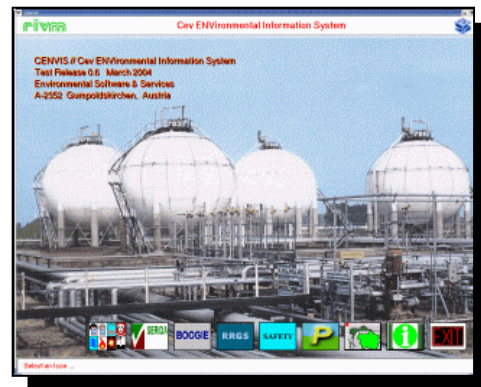 rivm
Cev ENVironmental Information System
CENVIS // Cev ENVironmental Information System
Test Release 0.6 March 2004
Environmental Software & Services
A-2352 Gumpoldskirchen, Austria
SERIDA
BOOGIE
RRGS
SAFETY
P
i
EXIT
Select an icon ...